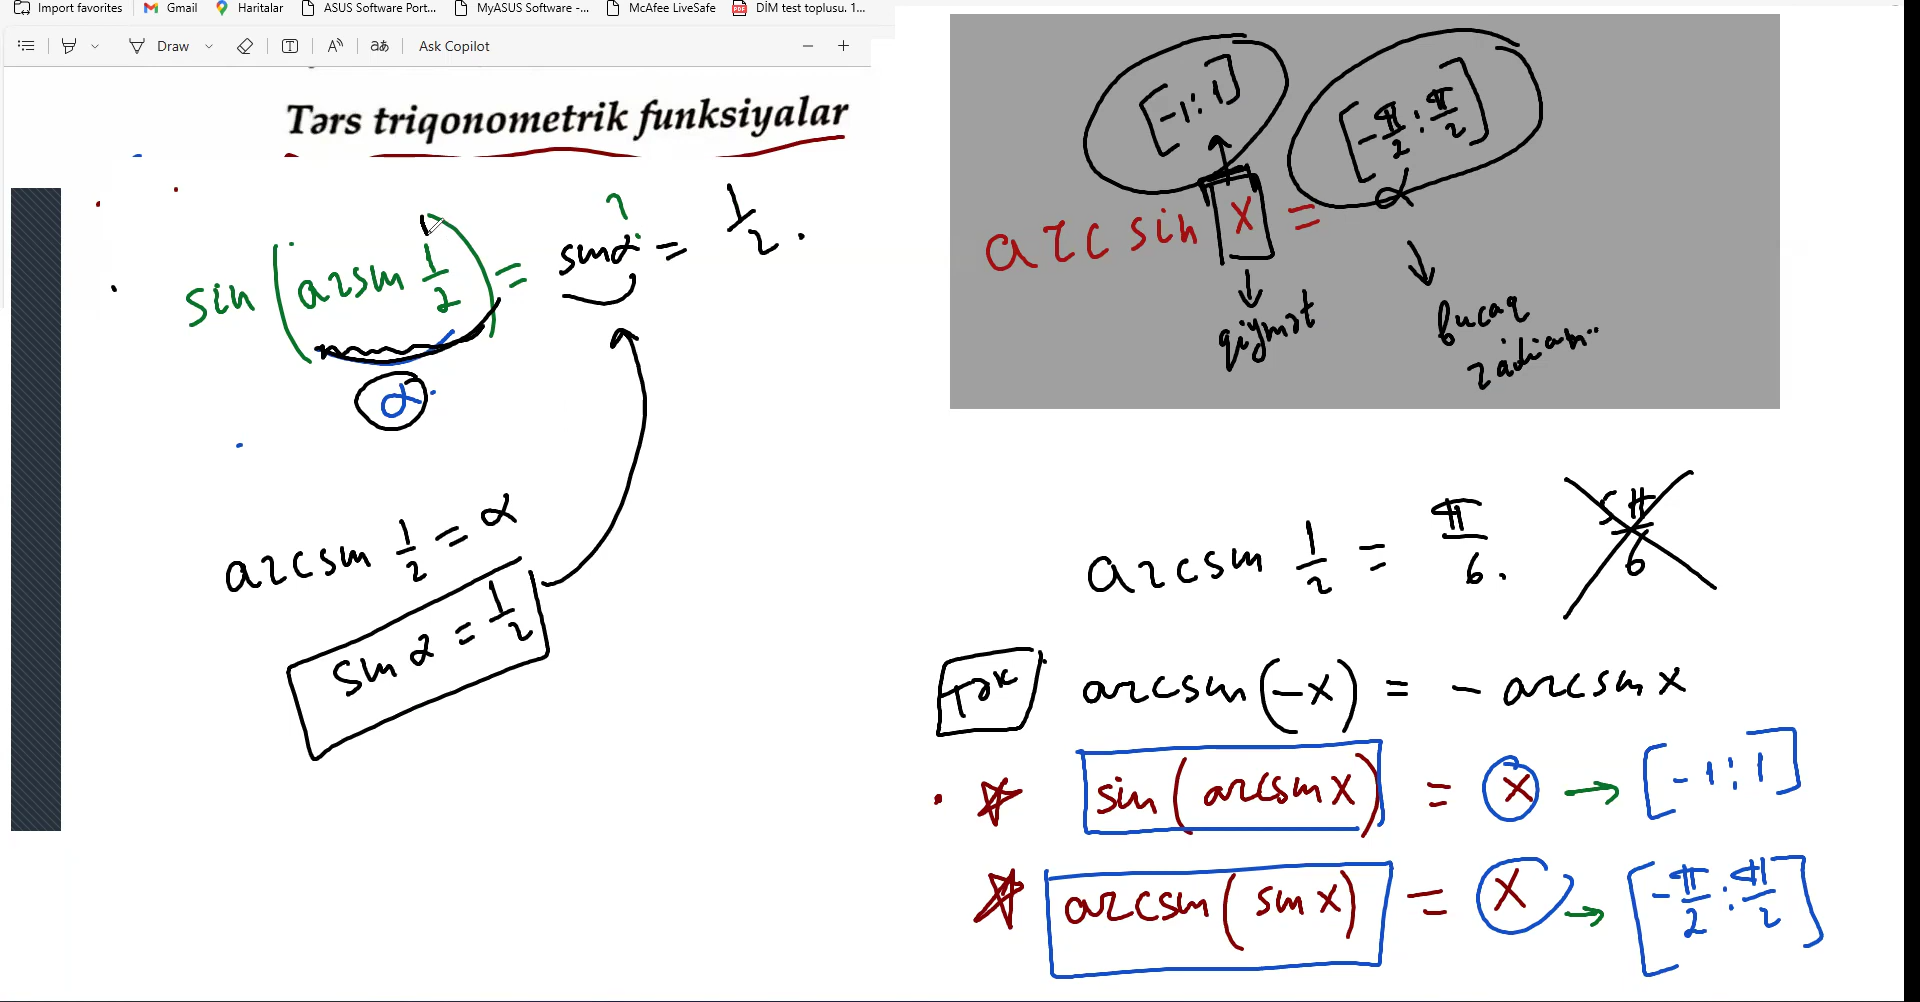 Import favorites Gmail Haritalar ASUS Software Port... MyASUS Software -... McAfee LiveSafe DİM test toplusu. 1...
Draw Ask Copilot
Tərs triqonometrik funksiyalar
sin (arsin 1/2) = sinα = 1/2.
?
α
arcsin 1/2 = α
sin α = 1/2
[-1:1] [-π/2 : π/2]
arcsin x = α
qiymət bucaq
radian..
arcsin 1/2 = π/6. 5π/6
Tək arcsin(-x) = - arcsin x
sin (arcsin x) = x → [-1:1]
arcsin (sin x) = x → [-π/2 : π/2]